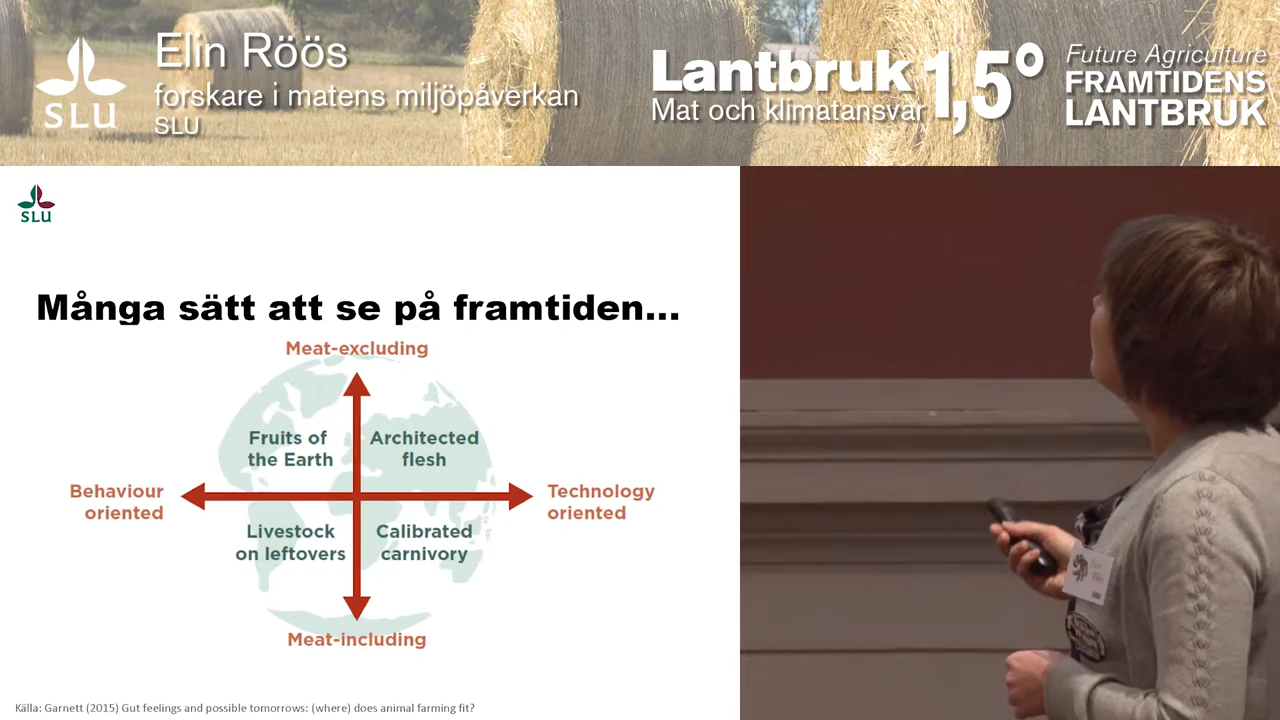 Elin Röös
forskare i matens miljöpåverkan
SLU
SLU
Lantbruk 1,5°
Mat och klimatansvar
Future Agriculture
FRAMTIDENS
LANTBRUK
SLU
Många sätt att se på framtiden...
Meat-excluding
Fruits of
the Earth
Architected
flesh
Behaviour
oriented
Technology
oriented
Livestock
on leftovers
Calibrated
carnivory
Meat-including
Källa: Garnett (2015) Gut feelings and possible tomorrows: (where) does animal farming fit?